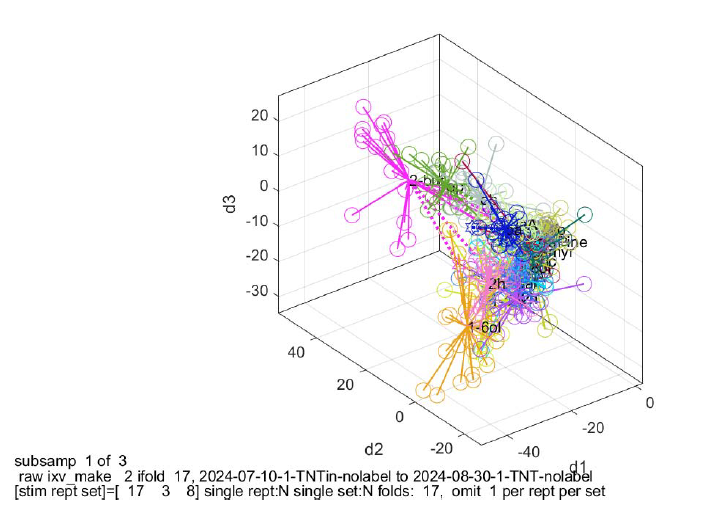 20
10
0
-10
-20
-30
d3
40
20
0
-20
d2
-40
-20
0
d1
1-6ol
2h
subsamp 1 of 3
raw ixv_make 2 ifold 17, 2024-07-10-1-TNTin-nolabel to 2024-08-30-1-TNT-nolabel
[stim rept set]=[ 17 3 8] single rept:N single set:N folds: 17, omit 1 per rept per set